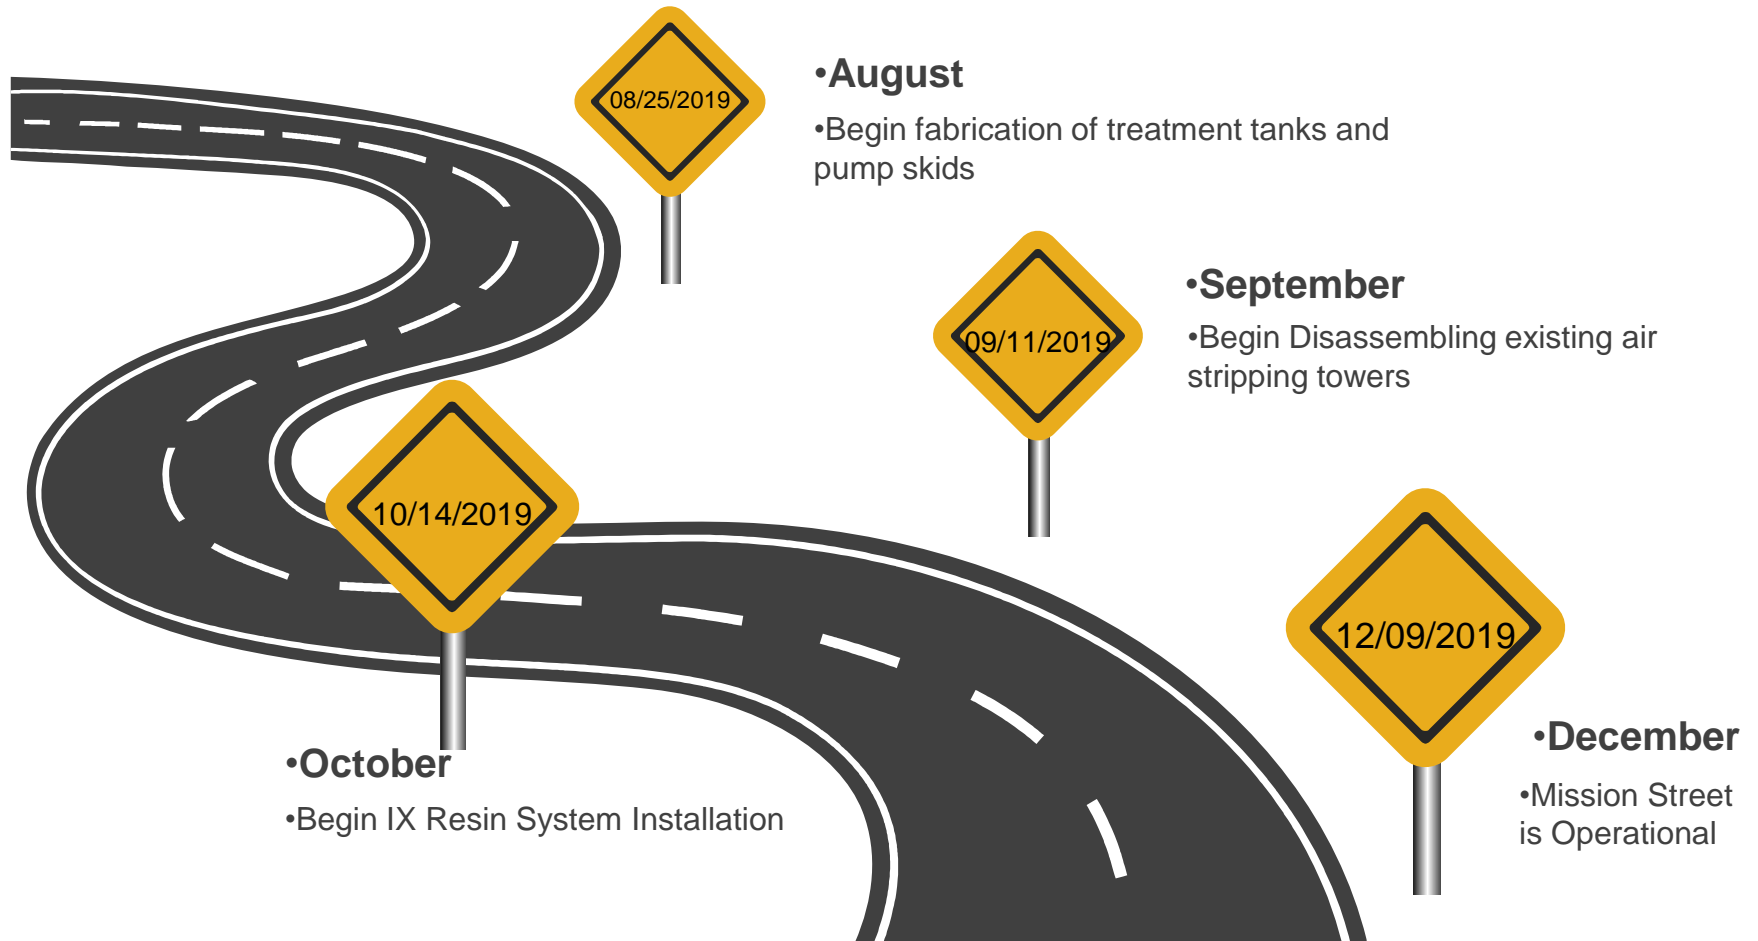 08/25/2019
•August
•Begin fabrication of treatment tanks and
pump skids
09/11/2019
•September
•Begin Disassembling existing air
stripping towers
10/14/2019
•October
•Begin IX Resin System Installation
12/09/2019
•December
•Mission Street
is Operational